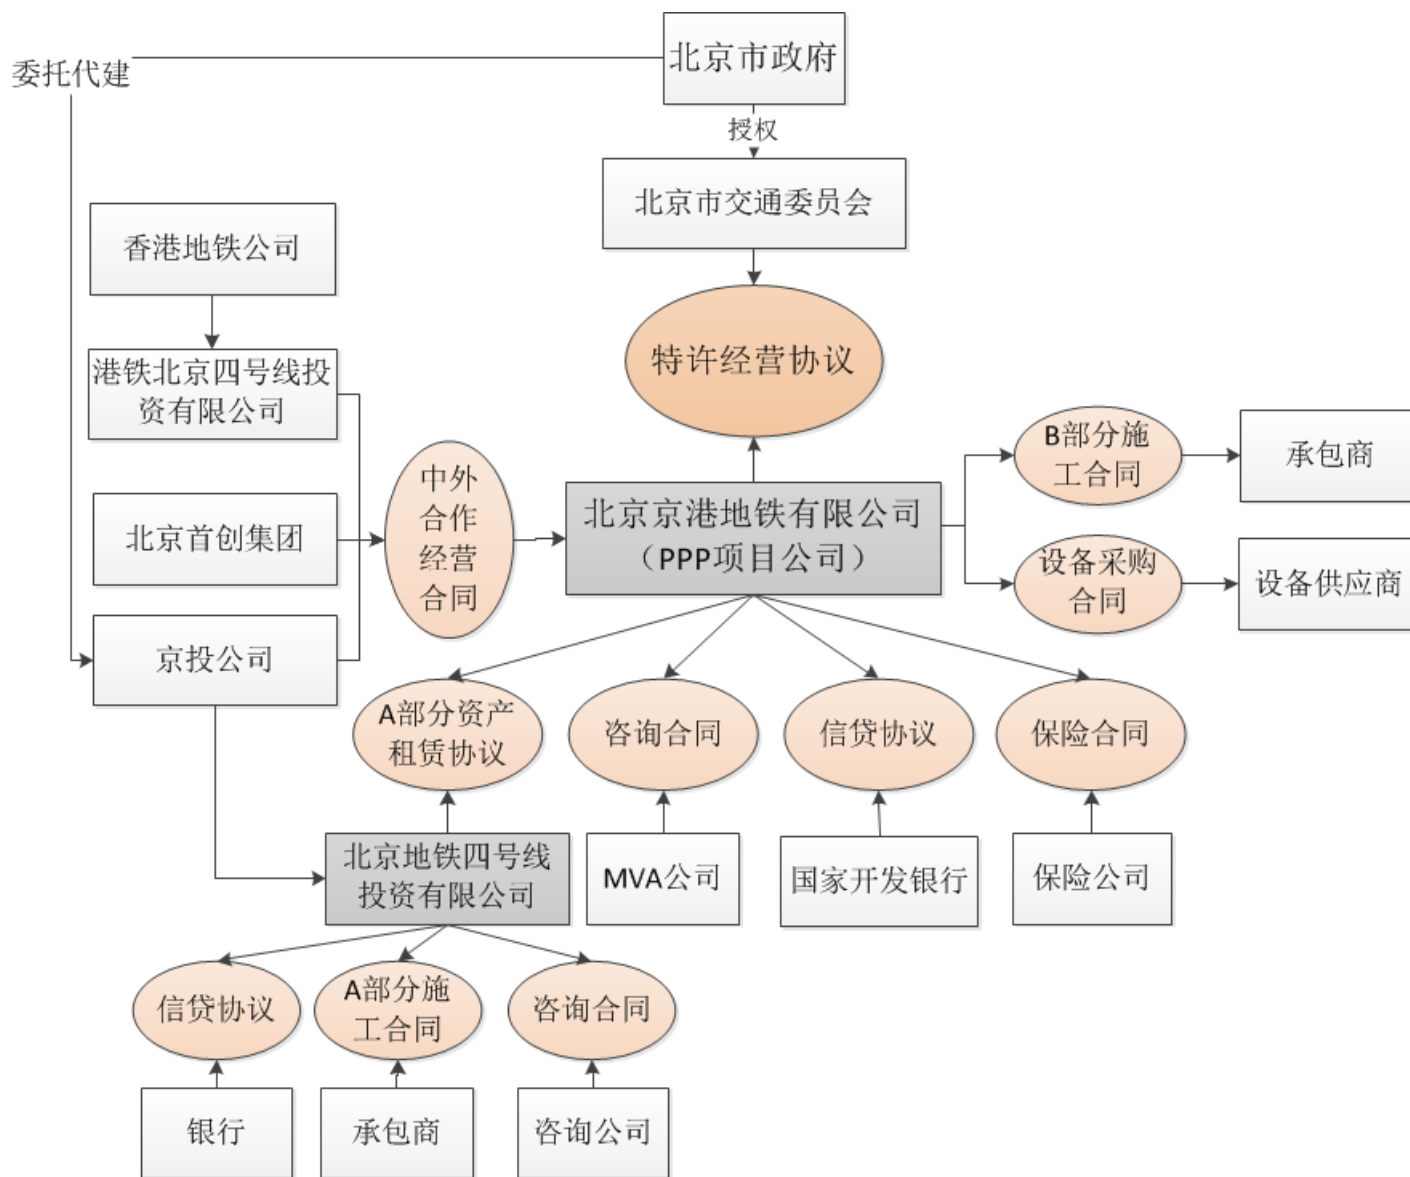 北京市政府
委托代建
授权
北京市交通委员会
香港地铁公司
特许经营协议
港铁北京四号线投
资有限公司
B部分施
工合同
承包商
中外
合作
经营
合同
北京首创集团
北京京港地铁有限公司
（PPP项目公司）
设备采购
合同
设备供应商
京投公司
A部分资产
租赁协议
咨询合同
信贷协议
保险合同
北京地铁四号线
投资有限公司
MVA公司
国家开发银行
保险公司
信贷协议
A部分施
工合同
咨询合同
银行
承包商
咨询公司